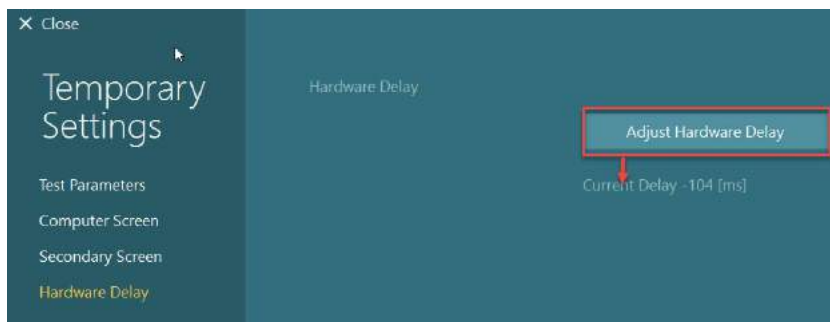 ✕ Close
Temporary
Settings
Test Parameters
Computer Screen
Secondary Screen
Hardware Delay
Hardware Delay
Adjust Hardware Delay
Current Delay -104 [ms]